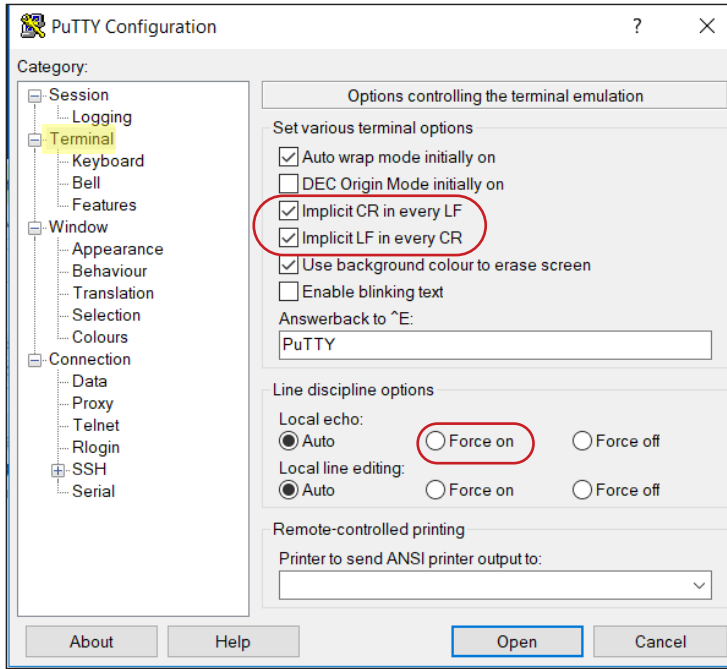 PuTTY Configuration
?
Category:
Session
Logging
Terminal
Keyboard
Bell
Features
Window
Appearance
Behaviour
Translation
Selection
Colours
Connection
Data
Proxy
Telnet
Rlogin
SSH
Serial
Options controlling the terminal emulation
Set various terminal options
Auto wrap mode initially on
DEC Origin Mode initially on
Implicit CR in every LF
Implicit LF in every CR
Use background colour to erase screen
Enable blinking text
Answerback to ^E:
PuTTY
Line discipline options
Local echo:
Auto Force on Force off
Local line editing:
Auto Force on Force off
Remote-controlled printing
Printer to send ANSI printer output to:
About Help Open Cancel